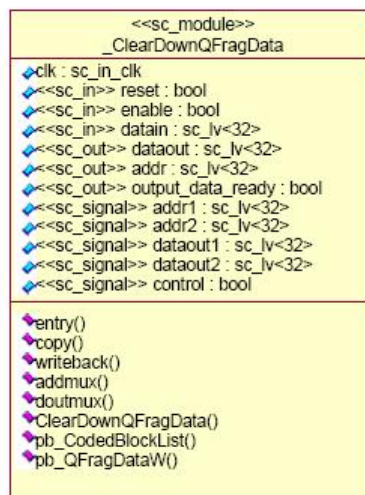 <<sc_module>>
_ClearDownQFragData
clk : sc_in_clk
<<sc_in>> reset : bool
<<sc_in>> enable : bool
<<sc_in>> datain : sc_lv<32>
<<sc_out>> dataout : sc_lv<32>
<<sc_out>> addr : sc_lv<32>
<<sc_out>> output_data_ready : bool
<<sc_signal>> addr1 : sc_lv<32>
<<sc_signal>> addr2 : sc_lv<32>
<<sc_signal>> dataout1 : sc_lv<32>
<<sc_signal>> dataout2 : sc_lv<32>
<<sc_signal>> control : bool
entry()
copy()
writeback()
addmux()
doutmux()
ClearDownQFragData()
pb_CodedBlockList()
pb_QFragDataW()